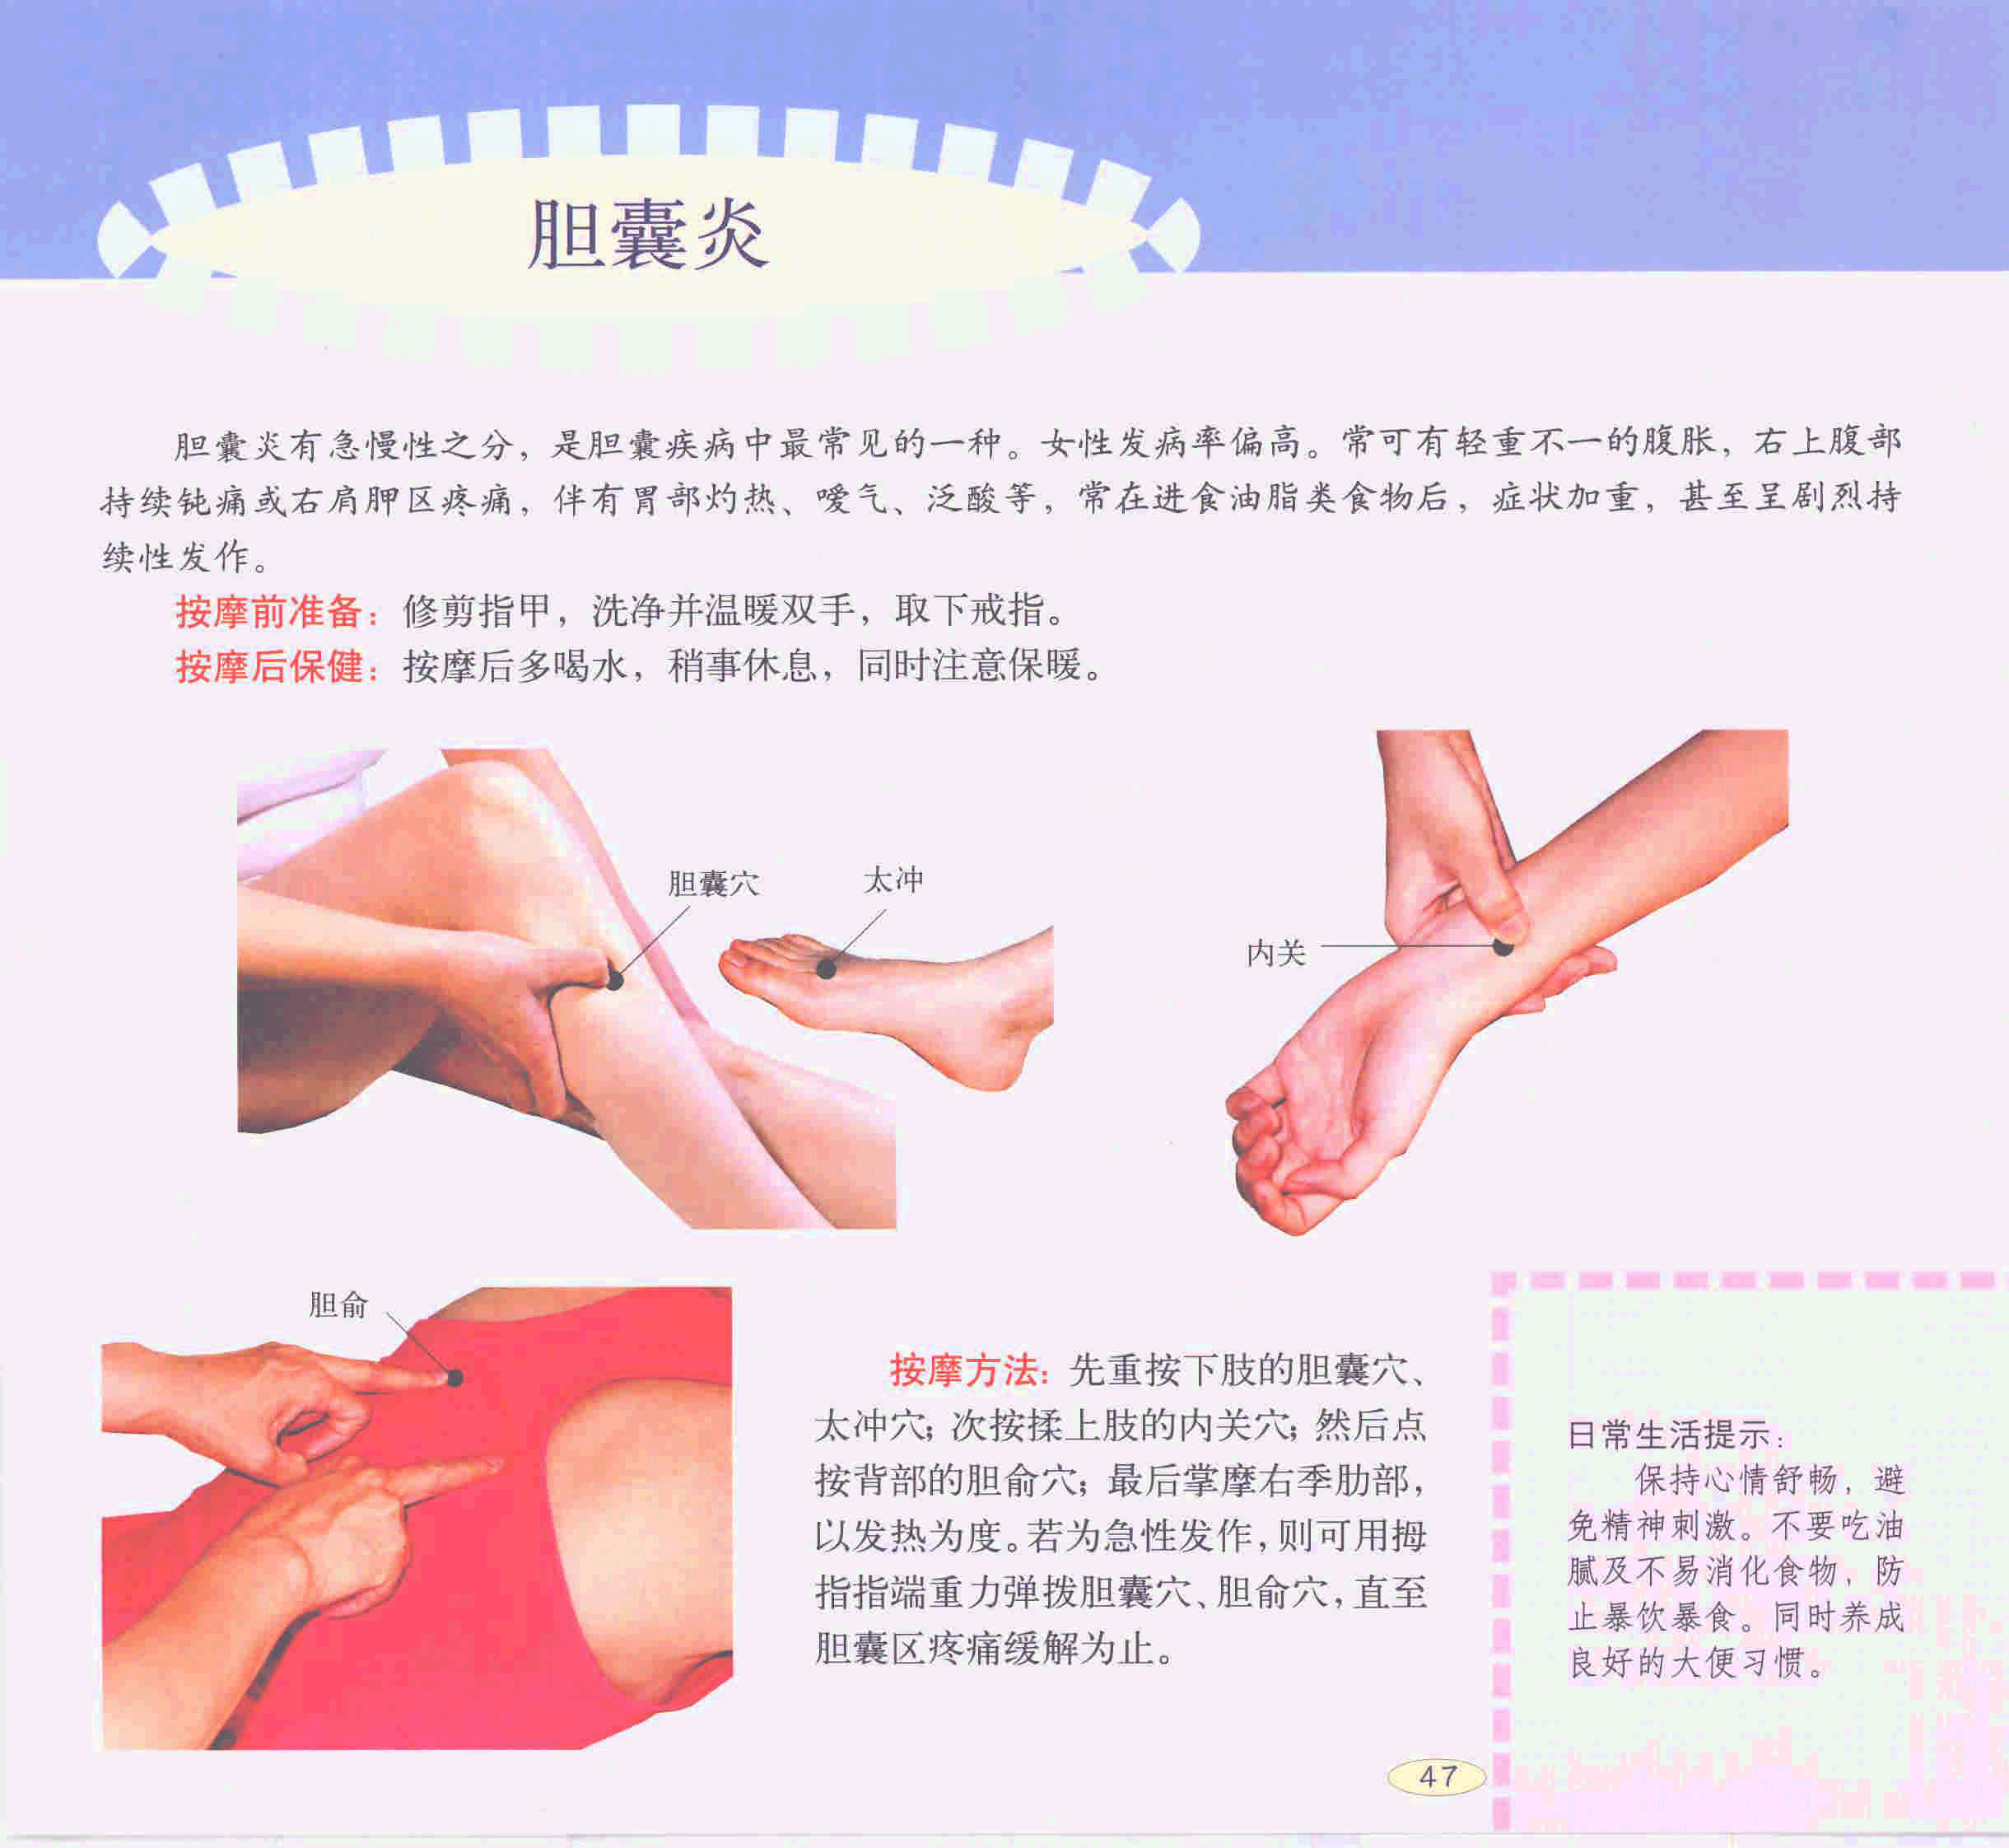 胆囊炎
胆囊炎有急慢性之分，是胆囊疾病中最常见的一种。女性发病率偏高。常可有轻重不一的腹胀，右上腹部
持续钝痛或右肩胛区疼痛，伴有胃部灼热、嗳气、泛酸等，常在进食油脂类食物后，症状加重，甚至呈剧烈持
续性发作。
按摩前准备：修剪指甲，洗净并温暖双手，取下戒指。
按摩后保健：按摩后多喝水，稍事休息，同时注意保暖。
胆囊穴
太冲
内关
胆俞
按摩方法：先重按下肢的胆囊穴、
太冲穴；次按揉上肢的内关穴；然后点
按背部的胆俞穴；最后掌摩右季肋部，
以发热为度。若为急性发作，则可用拇
指指端重力弹拨胆囊穴、胆俞穴，直至
胆囊区疼痛缓解为止。
日常生活提示：
保持心情舒畅，避
免精神刺激。不要吃油
腻及不易消化食物，防
止暴饮暴食。同时养成
良好的大便习惯。
47